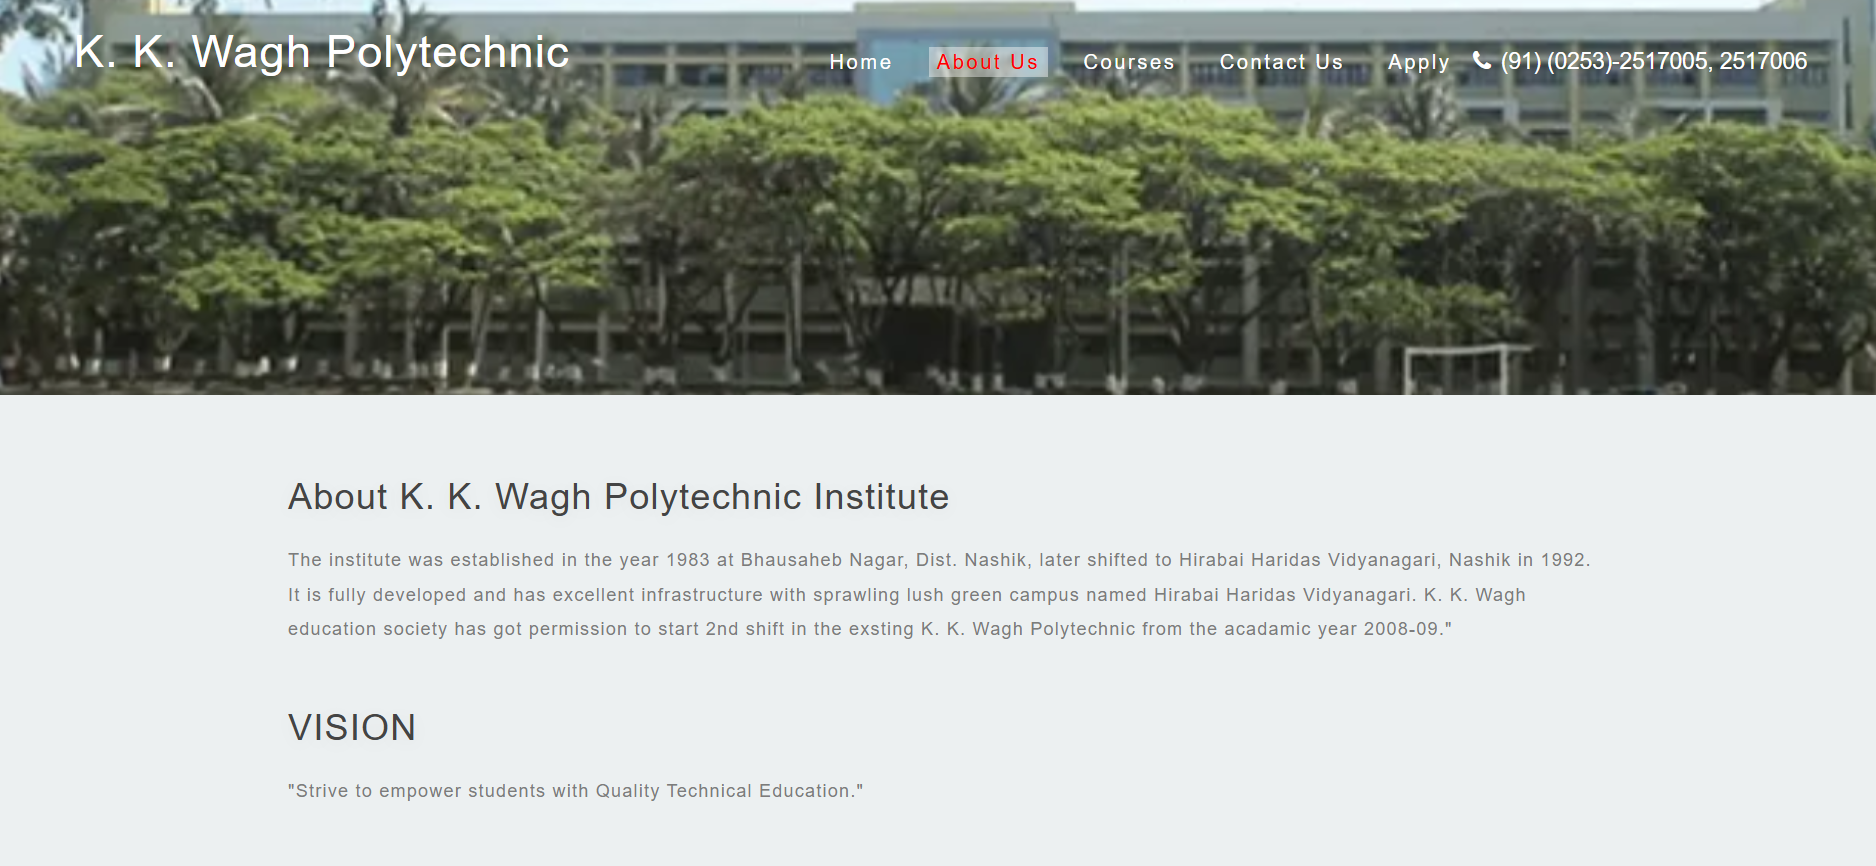 K. K. Wagh Polytechnic
Home About Us Courses Contact Us Apply (91) (0253)-2517005, 2517006
About K. K. Wagh Polytechnic Institute
The institute was established in the year 1983 at Bhausaheb Nagar, Dist. Nashik, later shifted to Hirabai Haridas Vidyanagari, Nashik in 1992.
It is fully developed and has excellent infrastructure with sprawling lush green campus named Hirabai Haridas Vidyanagari. K. K. Wagh
education society has got permission to start 2nd shift in the exsting K. K. Wagh Polytechnic from the acadamic year 2008-09."
VISION
"Strive to empower students with Quality Technical Education."